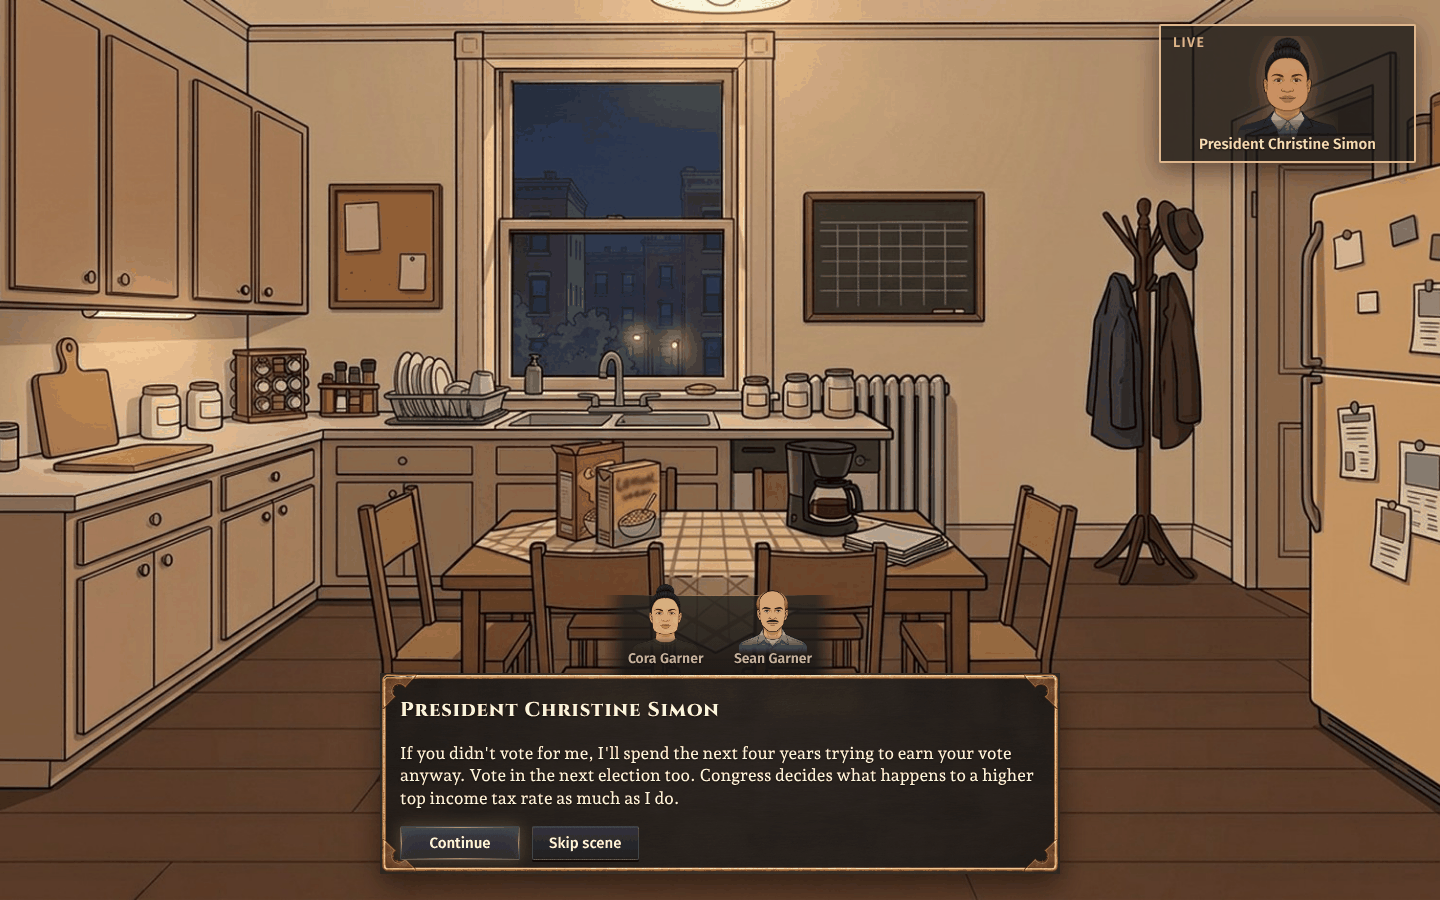 LIVE
President Christine Simon
Cora Garner
Sean Garner
President Christine Simon
If you didn't vote for me, I'll spend the next four years trying to earn your vote
anyway. Vote in the next election too. Congress decides what happens to a higher
top income tax rate as much as I do.
Continue
Skip scene